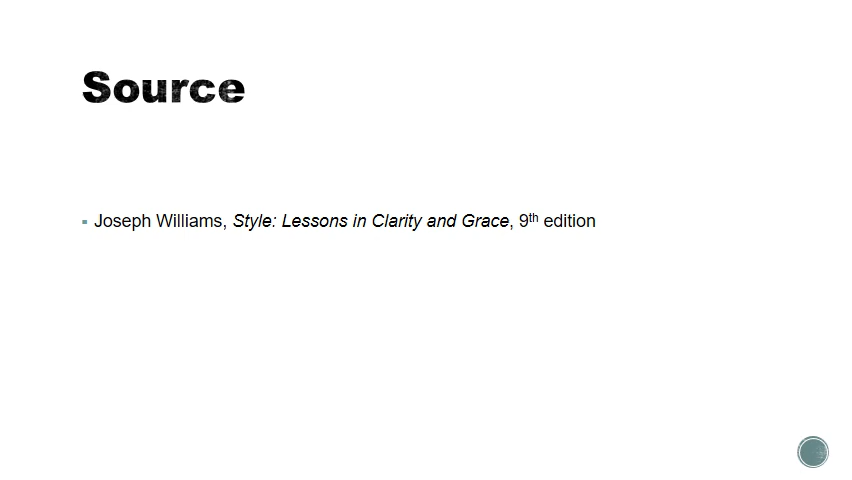 Source
▪ Joseph Williams, Style: Lessons in Clarity and Grace, 9th edition